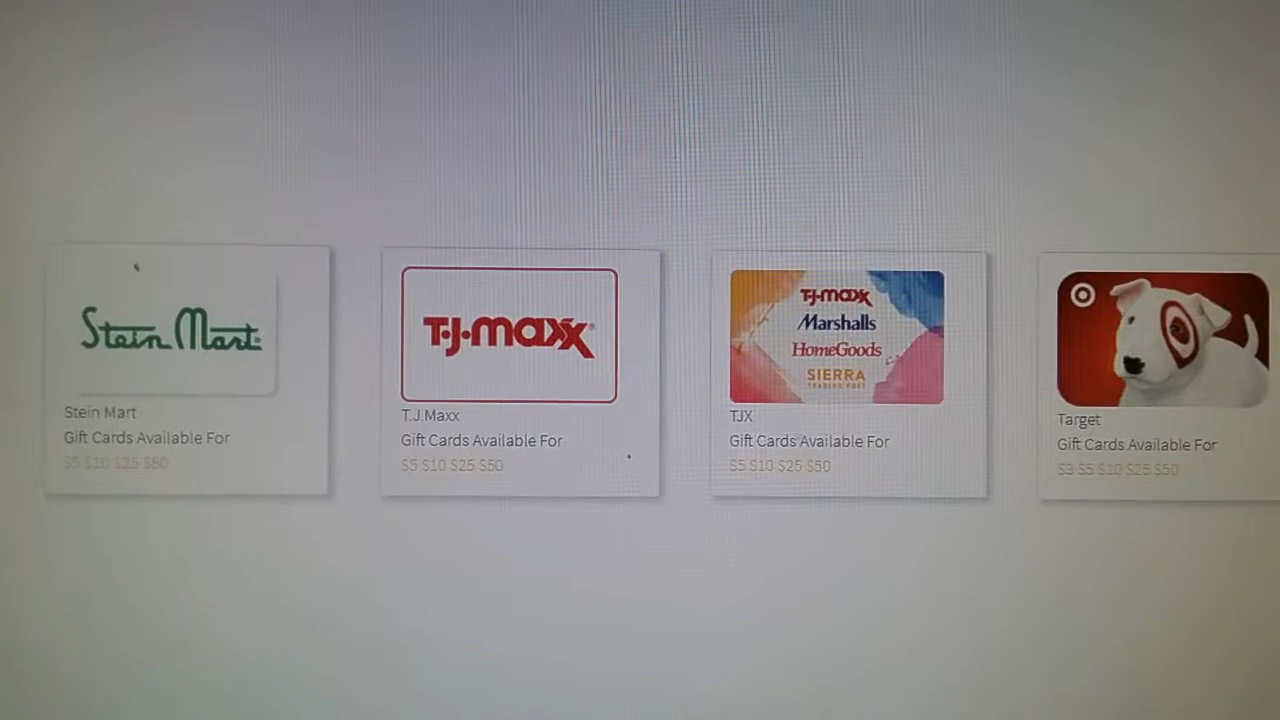 Stein Mart
Stein Mart
Gift Cards Available For
$5 $10 $25 $50
T.J.maxx
T.J.Maxx
Gift Cards Available For
$5 $10 $25 $50
T.J.maxx
Marshalls
HomeGoods
SIERRA
TRADING POST
TJX
Gift Cards Available For
$5 $10 $25 $50
Target
Gift Cards Available For
$3 $5 $10 $25 $50